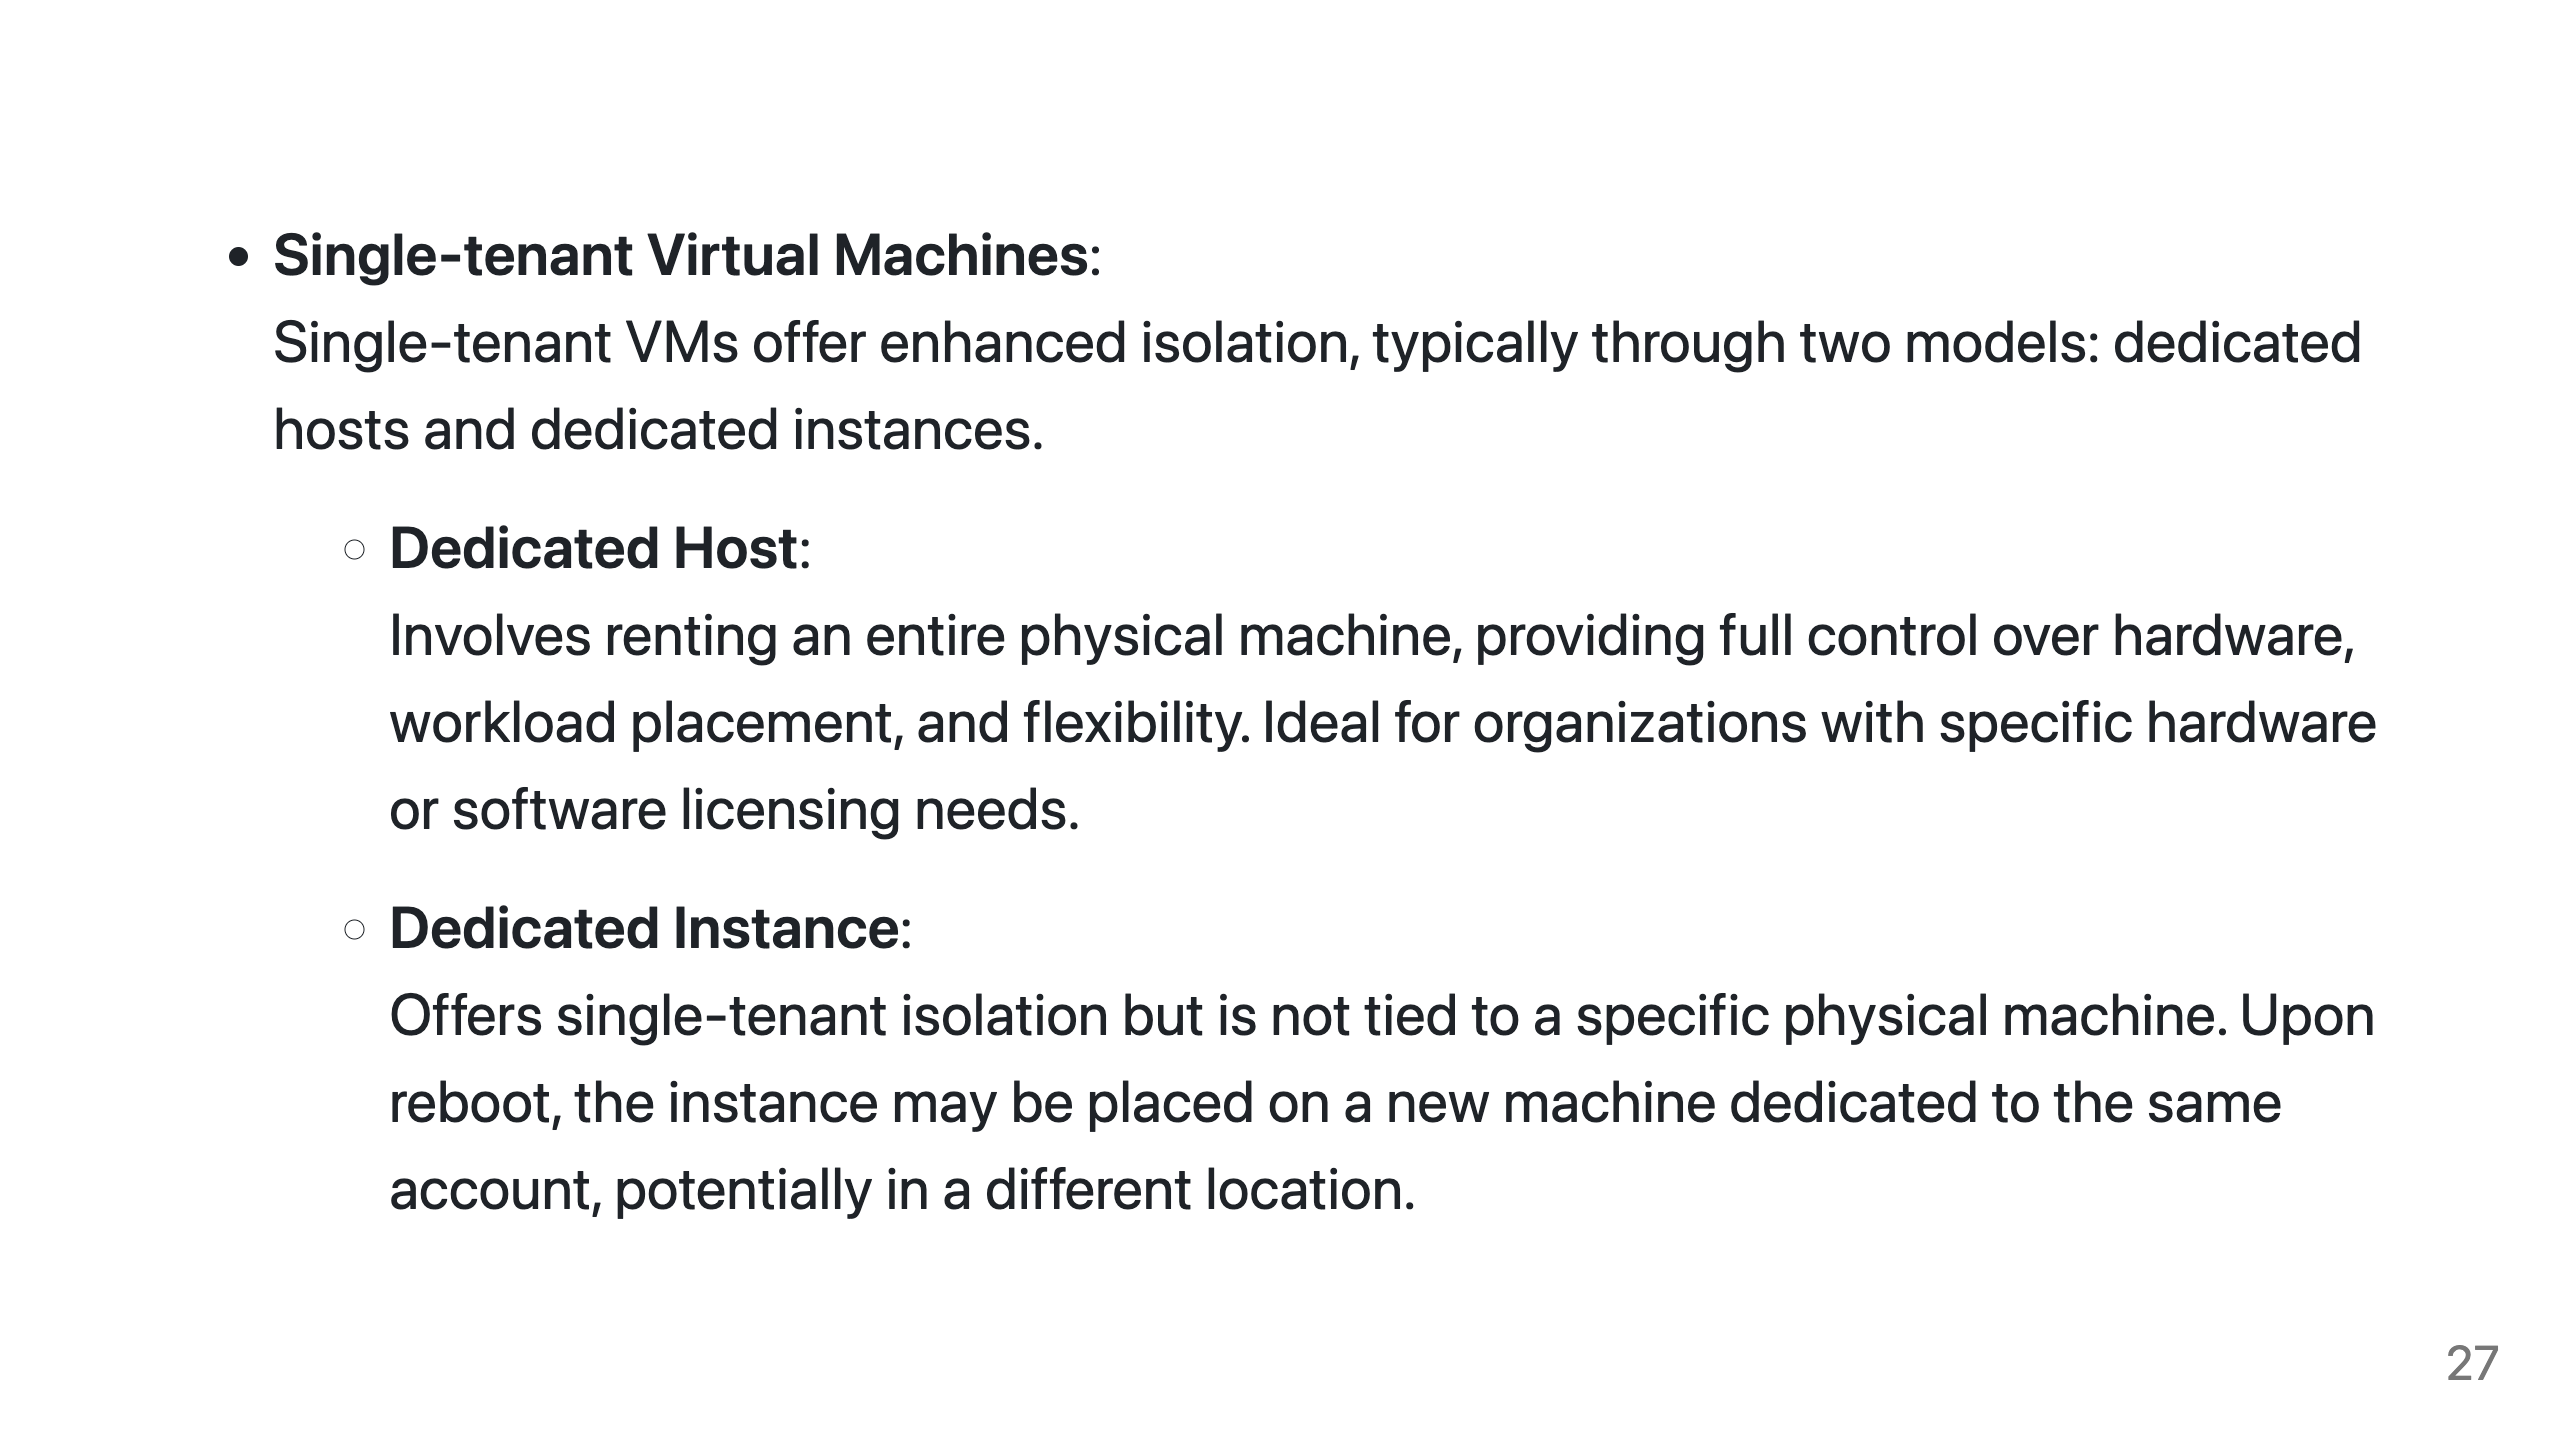 • Single-tenant Virtual Machines:
Single-tenant VMs offer enhanced isolation, typically through two models: dedicated
hosts and dedicated instances.
○ Dedicated Host:
Involves renting an entire physical machine, providing full control over hardware,
workload placement, and flexibility. Ideal for organizations with specific hardware
or software licensing needs.
○ Dedicated Instance:
Offers single-tenant isolation but is not tied to a specific physical machine. Upon
reboot, the instance may be placed on a new machine dedicated to the same
account, potentially in a different location.
27